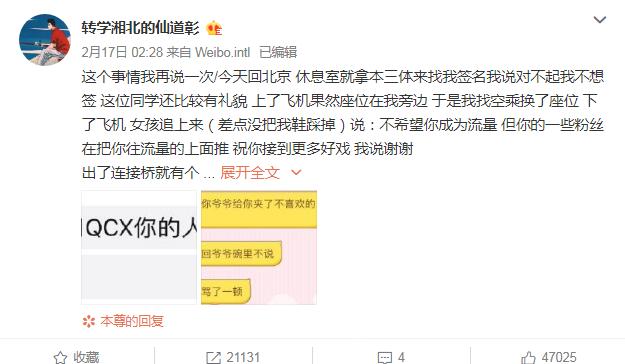 转学湘北的仙道彰
2月17日 02:28 来自 Weibo.intl 已编辑
这个事情我再说一次/今天回北京 休息室就拿本三体来找我签名我说对不起我不想
签 这位同学还比较有礼貌 上了飞机果然座位在我旁边 于是我找空乘换了座位 下
了飞机 女孩追上来（差点没把我鞋踩掉）说：不希望你成为流量 但你的一些粉丝
在把你往流量的上面推 祝你接到更多好戏 我说谢谢
出了连接桥就有个 ... 展开全文
QCX你的人
你爷爷给你夹了不喜欢的
回爷爷碗里不说
骂了一顿
本尊的回复
收藏
21131
4
47025